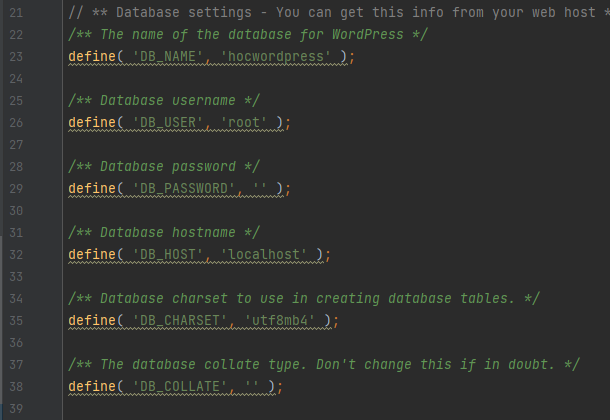 21 // ** Database settings - You can get this info from your web host *
22 /** The name of the database for WordPress */
23 define( 'DB_NAME', 'hocwordpress' );
24
25 /** Database username */
26 define( 'DB_USER', 'root' );
27
28 /** Database password */
29 define( 'DB_PASSWORD', '' );
30
31 /** Database hostname */
32 define( 'DB_HOST', 'localhost' );
33
34 /** Database charset to use in creating database tables. */
35 define( 'DB_CHARSET', 'utf8mb4' );
36
37 /** The database collate type. Don't change this if in doubt. */
38 define( 'DB_COLLATE', '' );
39